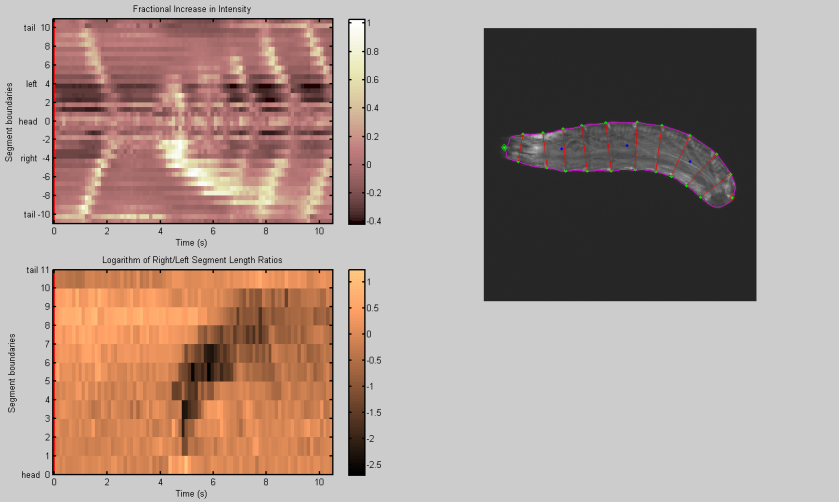 Fractional Increase in Intensity
Segment boundaries
tail 10
8
6
left 4
2
head 0
-2
right -4
-6
-8
tail -10
0 2 4 6 8 10
Time (s)
1
0.8
0.6
0.4
0.2
0
-0.2
-0.4
Logarithm of Right/Left Segment Length Ratios
Segment boundaries
tail 11
10
9
8
7
6
5
4
3
2
1
head 0
0 2 4 6 8 10
Time (s)
1
0.5
0
-0.5
-1
-1.5
-2
-2.5